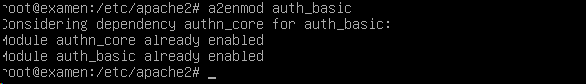 root@examen:/etc/apache2# a2enmod auth_basic
Considering dependency authn_core for auth_basic:
Module authn_core already enabled
Module auth_basic already enabled
root@examen:/etc/apache2# _